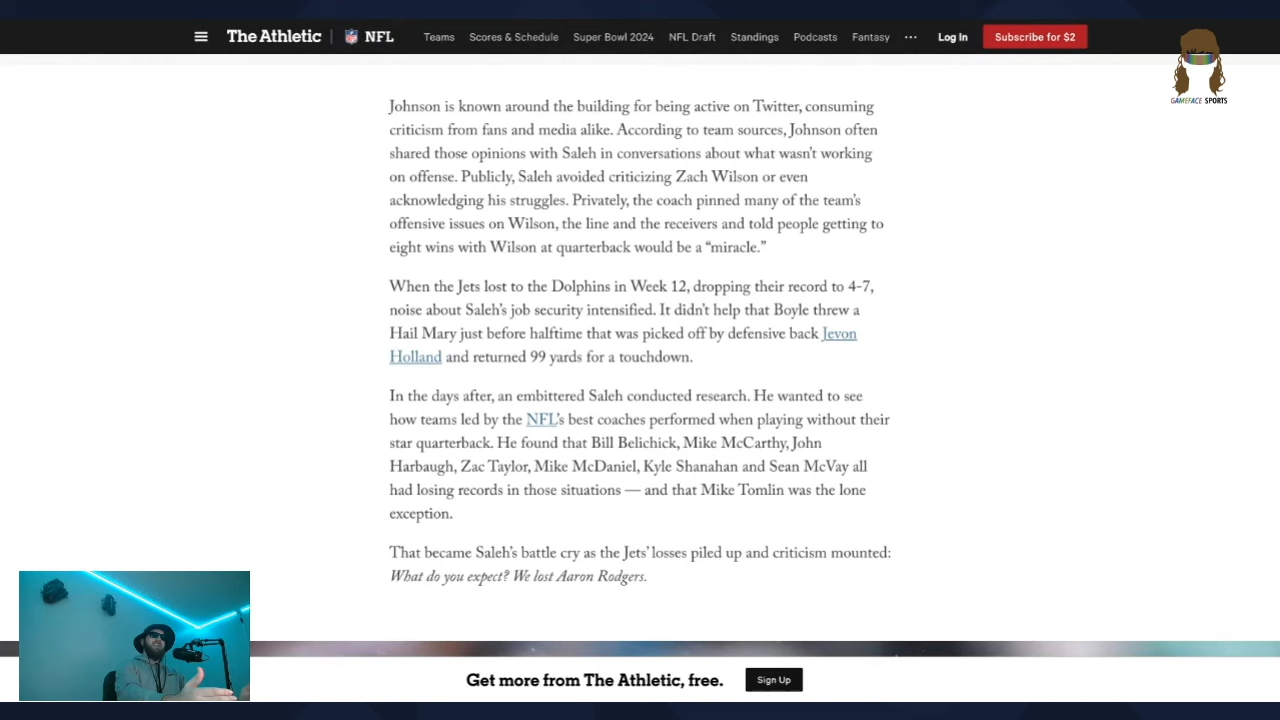 The Athletic NFL Teams Scores & Schedule Super Bowl 2024 NFL Draft Standings Podcasts Fantasy ••• Log In Subscribe for $2
GAMEFACE SPORTS
Johnson is known around the building for being active on Twitter, consuming
criticism from fans and media alike. According to team sources, Johnson often
shared those opinions with Saleh in conversations about what wasn't working
on offense. Publicly, Saleh avoided criticizing Zach Wilson or even
acknowledging his struggles. Privately, the coach pinned many of the team's
offensive issues on Wilson, the line and the receivers and told people getting to
eight wins with Wilson at quarterback would be a “miracle.”
When the Jets lost to the Dolphins in Week 12, dropping their record to 4-7,
noise about Saleh's job security intensified. It didn't help that Boyle threw a
Hail Mary just before halftime that was picked off by defensive back Jevon
Holland and returned 99 yards for a touchdown.
In the days after, an embittered Saleh conducted research. He wanted to see
how teams led by the NFL's best coaches performed when playing without their
star quarterback. He found that Bill Belichick, Mike McCarthy, John
Harbaugh, Zac Taylor, Mike McDaniel, Kyle Shanahan and Sean McVay all
had losing records in those situations — and that Mike Tomlin was the lone
exception.
That became Saleh's battle cry as the Jets' losses piled up and criticism mounted:
What do you expect? We lost Aaron Rodgers.
Get more from The Athletic, free. Sign Up